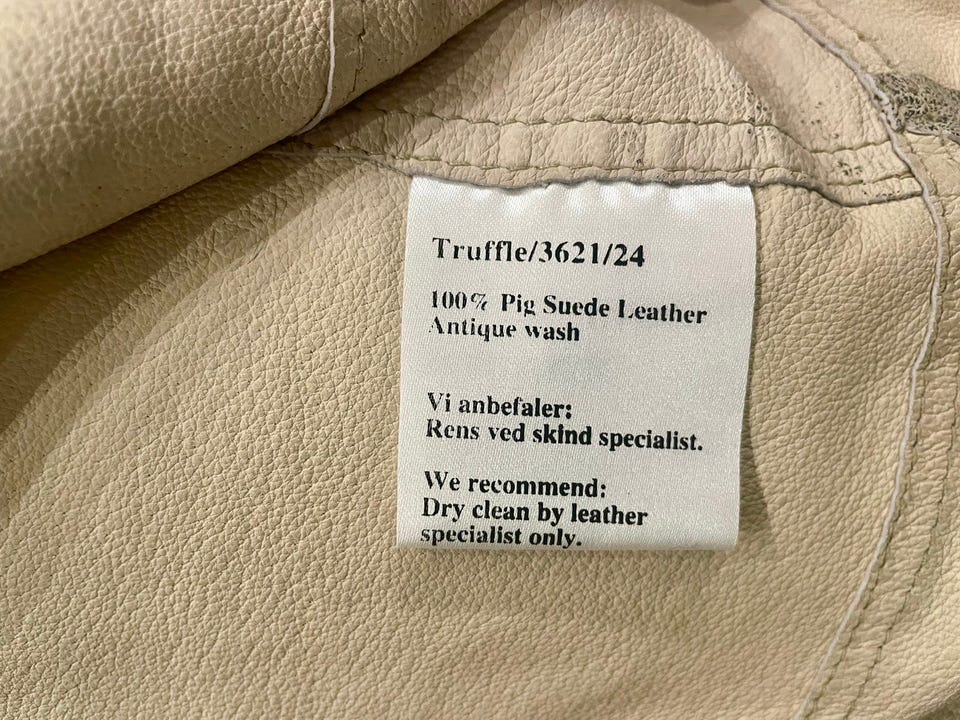 Truffle/3621/24
100% Pig Suede Leather
Antique wash
Vi anbefaler:
Rens ved skind specialist.
We recommend:
Dry clean by leather
specialist only.